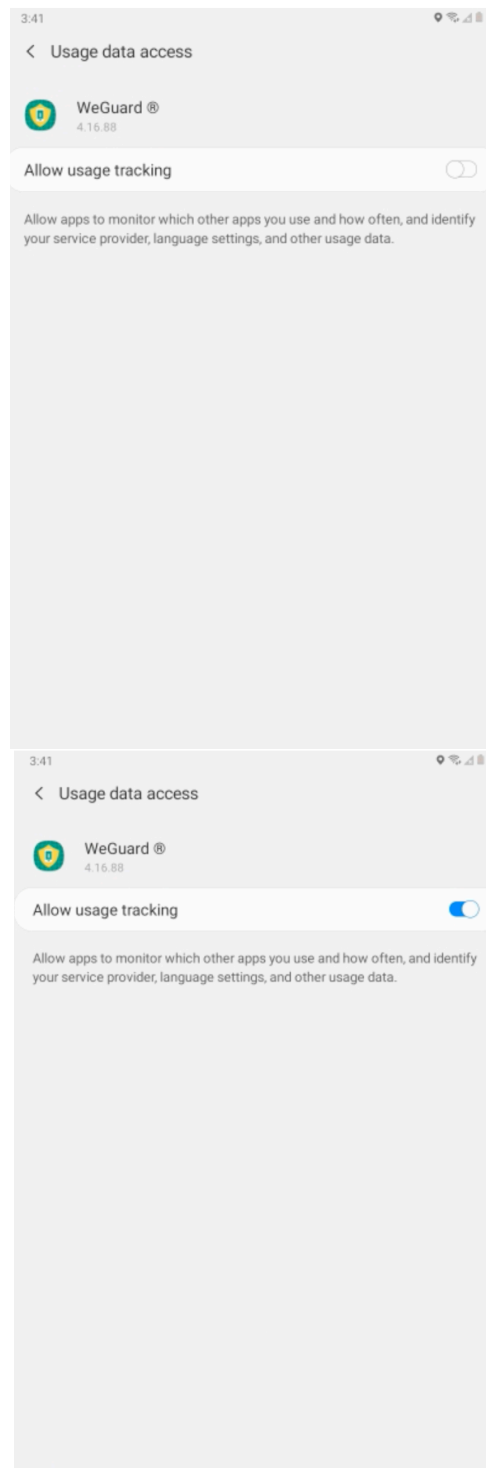 3:41
Usage data access
WeGuard ®
4.16.88
Allow usage tracking
Allow apps to monitor which other apps you use and how often, and identify
your service provider, language settings, and other usage data.
3:41
Usage data access
WeGuard ®
4.16.88
Allow usage tracking
Allow apps to monitor which other apps you use and how often, and identify
your service provider, language settings, and other usage data.